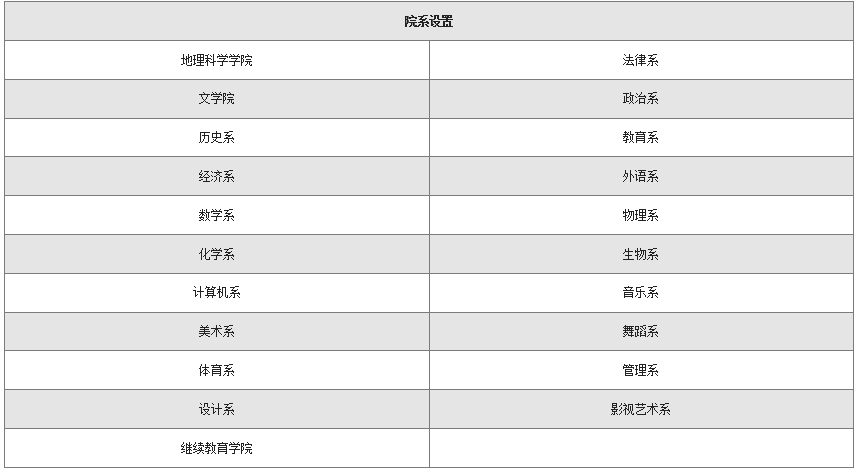 院系设置
地理科学学院 法律系
文学院 政治系
历史系 教育系
经济系 外语系
数学系 物理系
化学系 生物系
计算机系 音乐系
美术系 舞蹈系
体育系 管理系
设计系 影视艺术系
继续教育学院